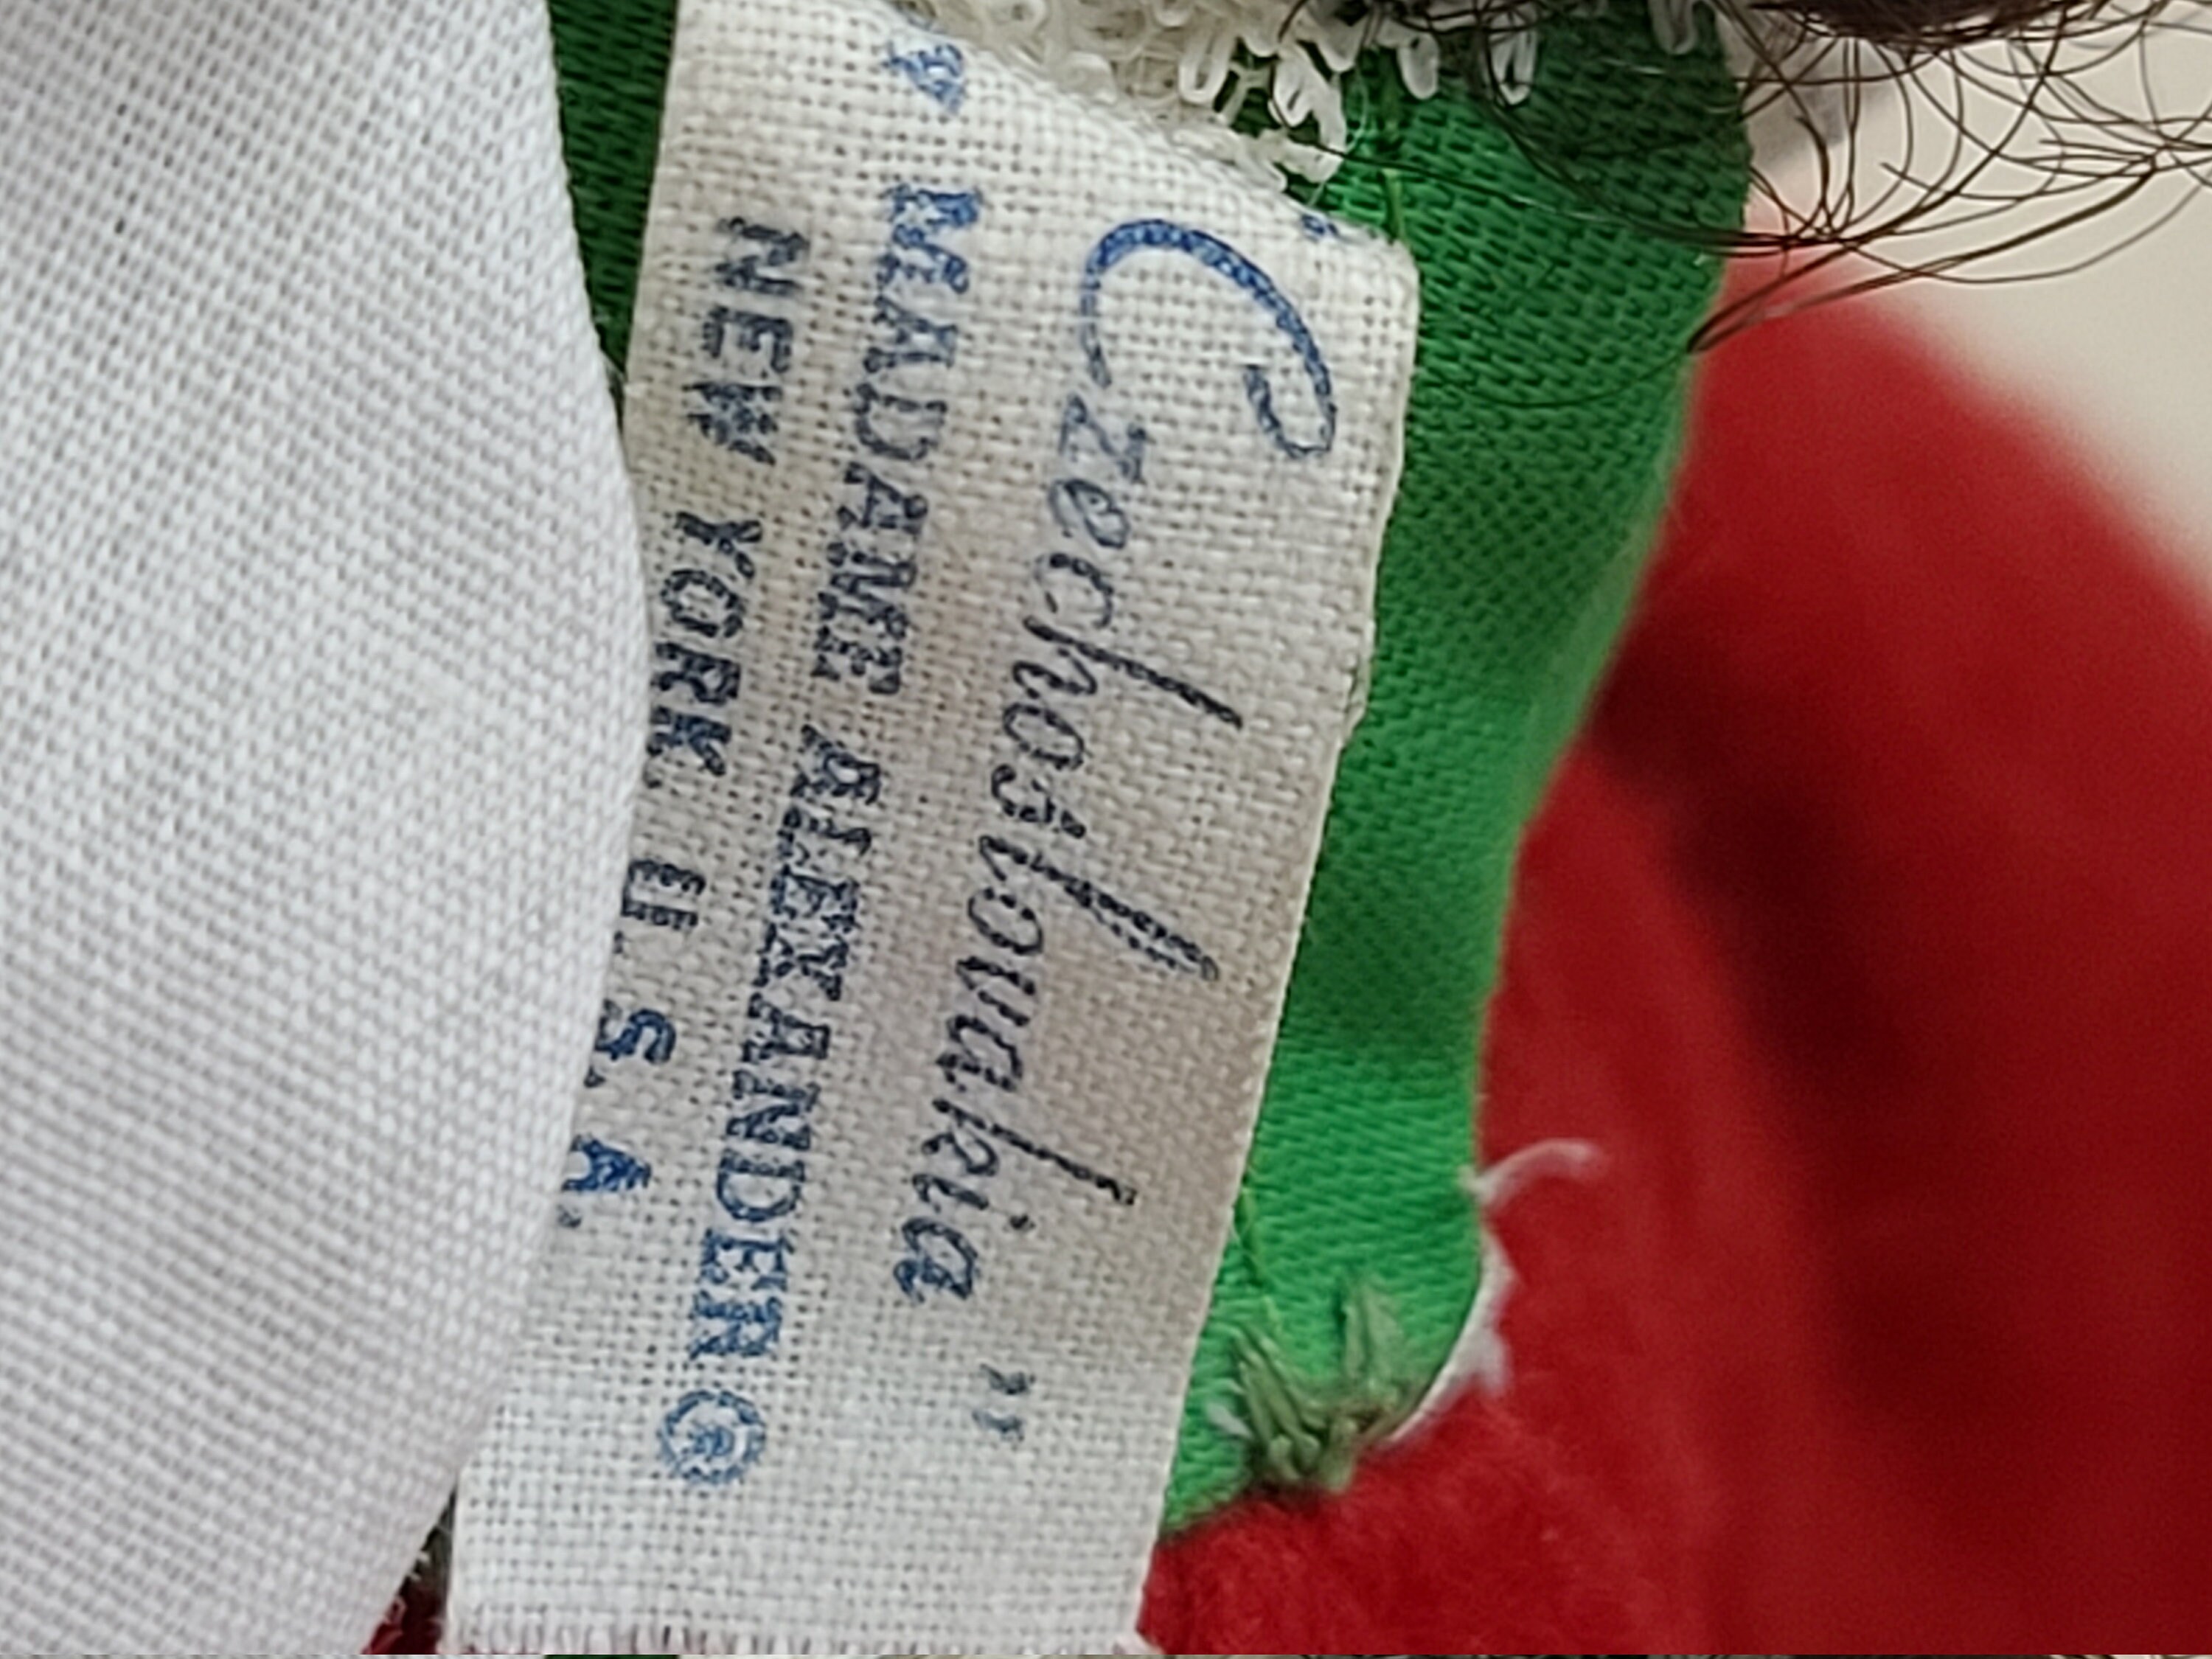 Czechoslovakia"
MADAME ALEXANDER ®
NEW YORK U.S.A.